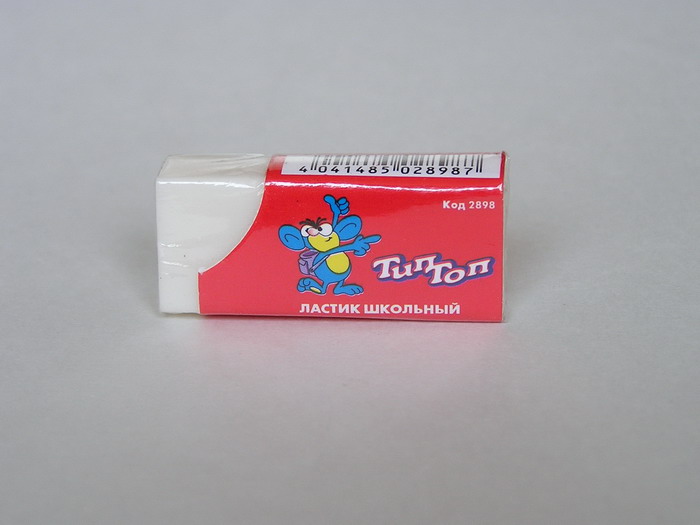 4 041485 028987
Код 2898
ТипТоп
ЛАСТИК ШКОЛЬНЫЙ